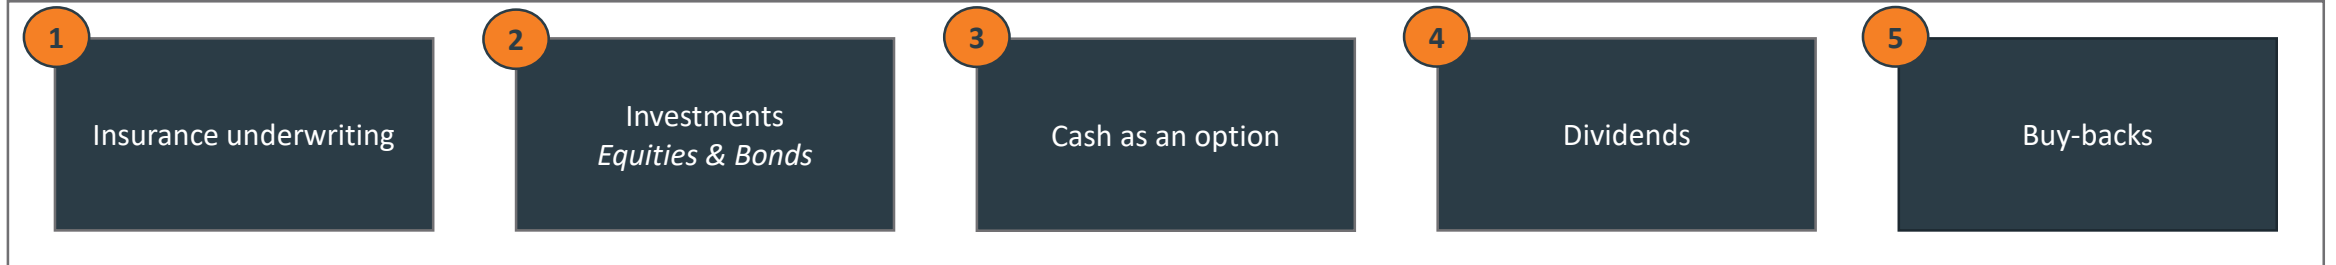 1
Insurance underwriting
2
Investments
Equities & Bonds
3
Cash as an option
4
Dividends
5
Buy-backs